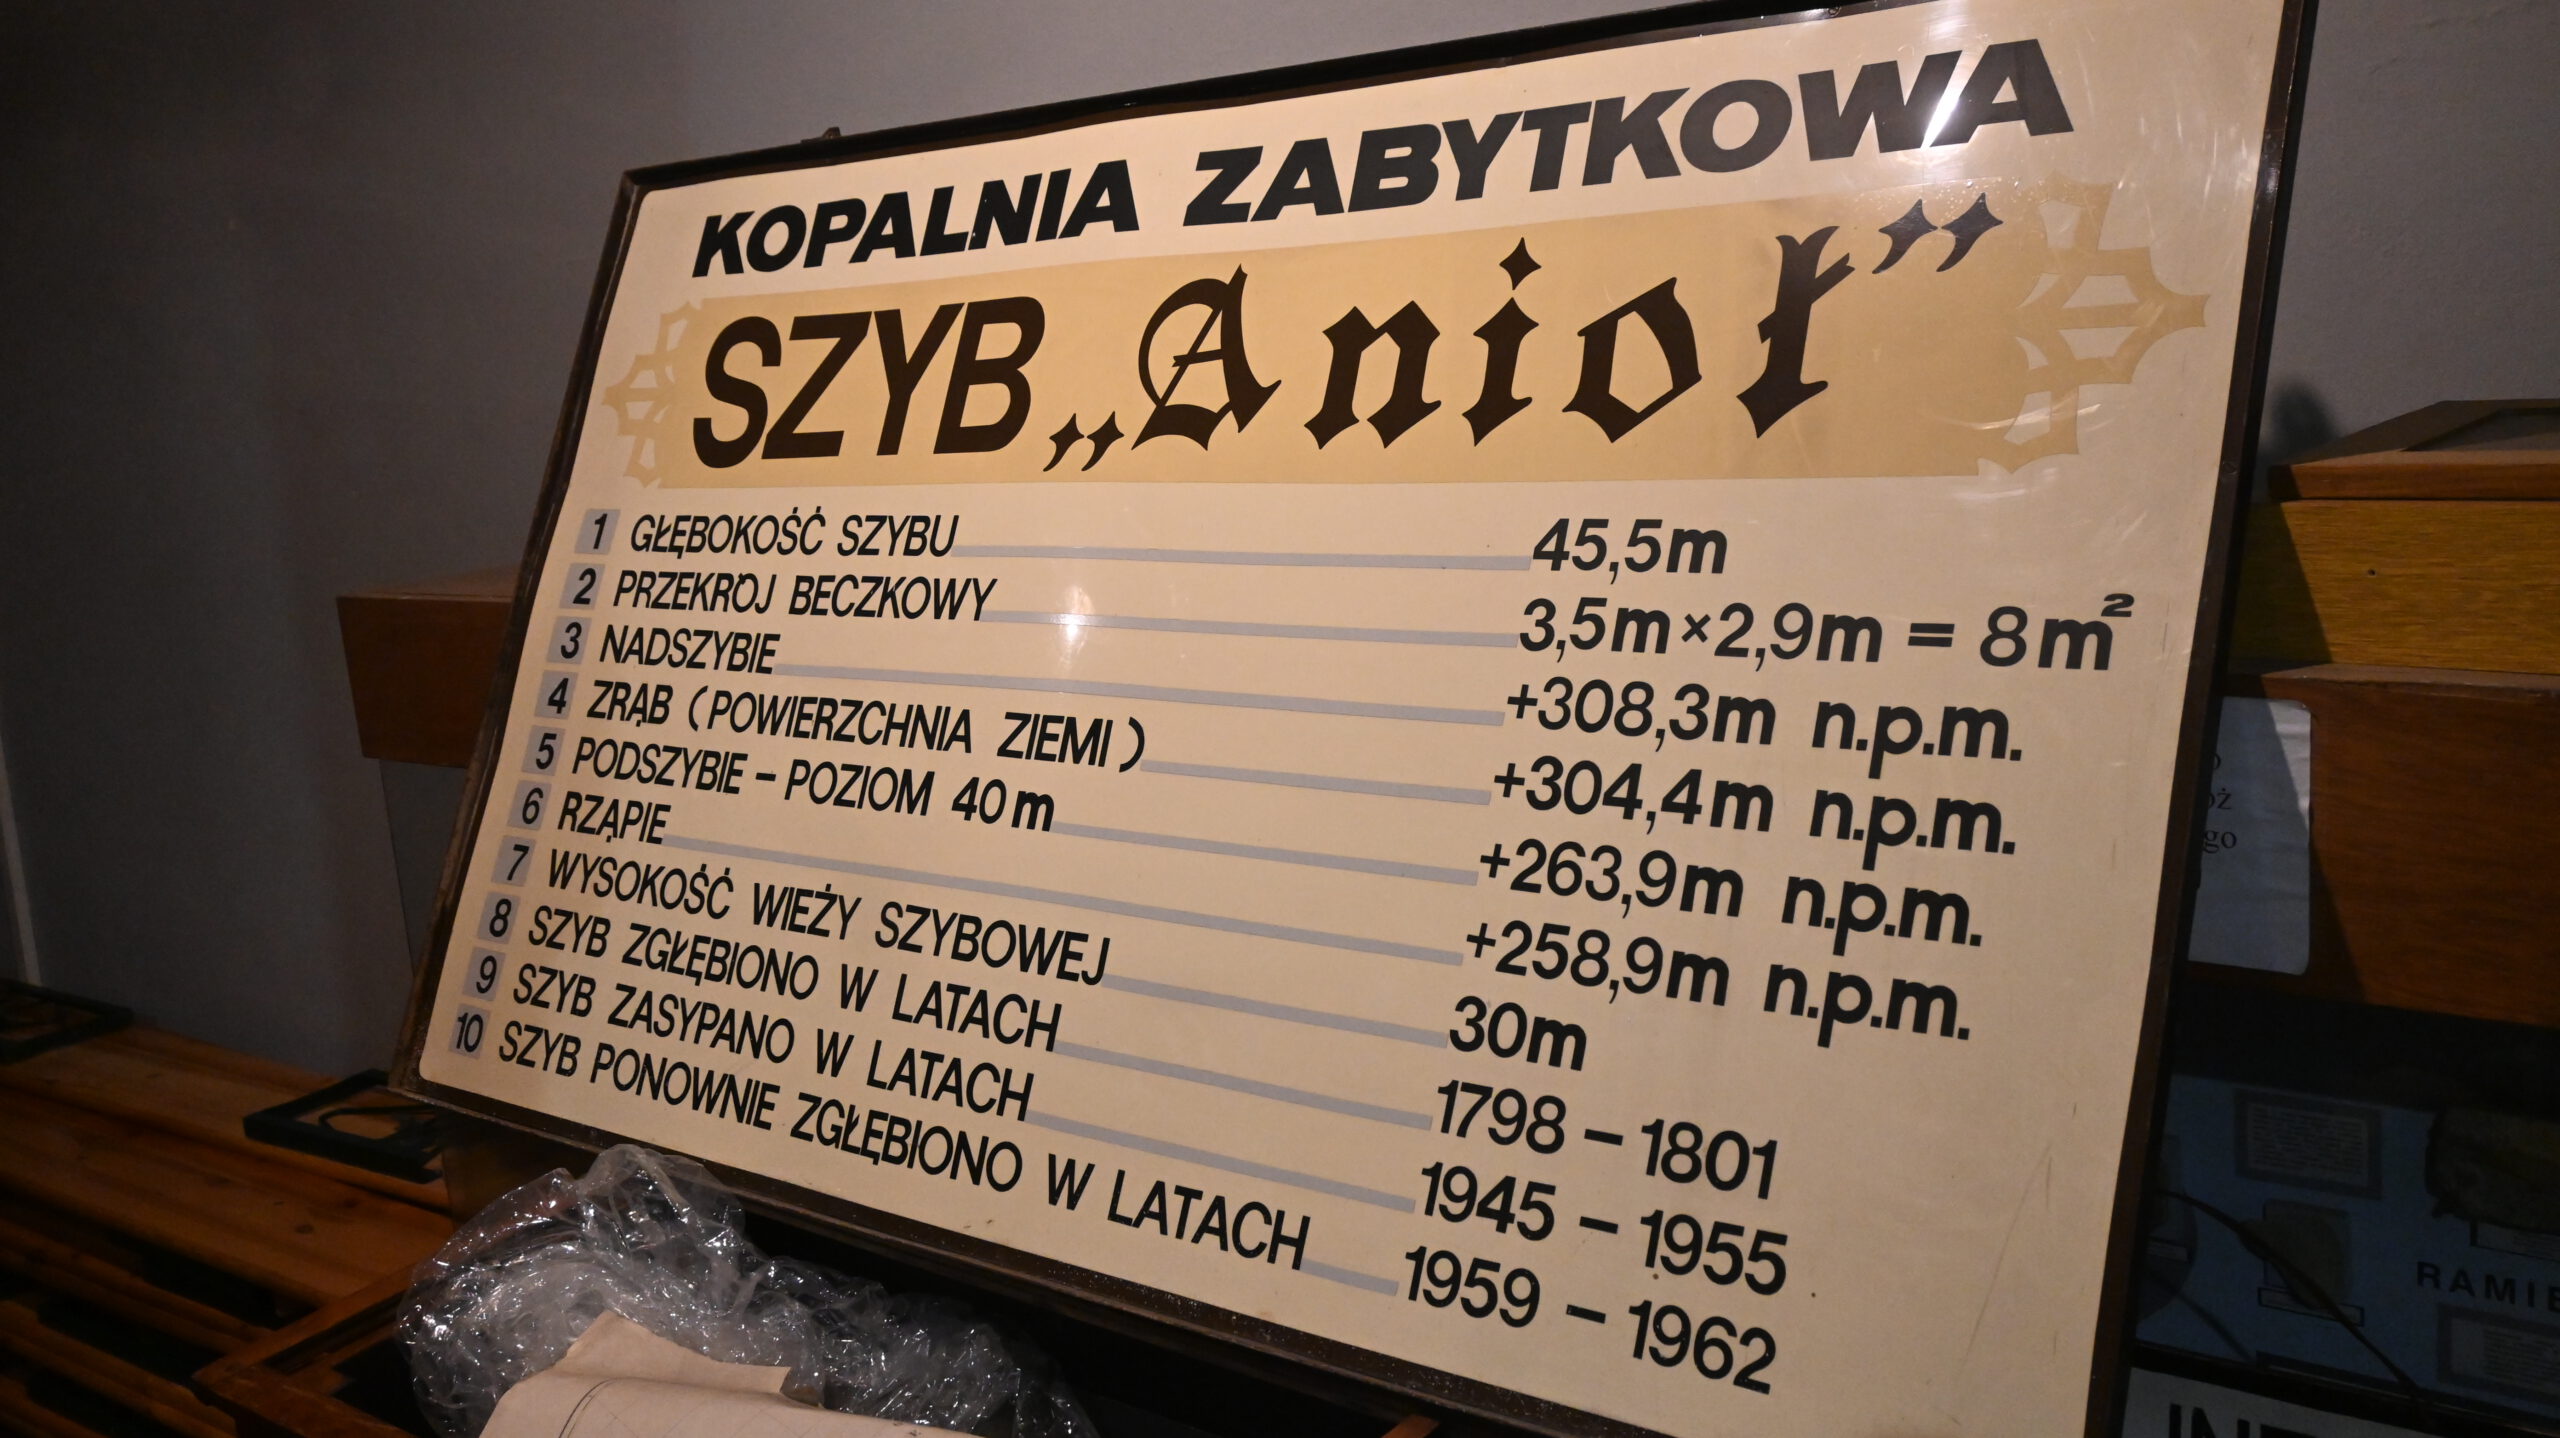 KOPALNIA ZABYTKOWA
SZYB „Anioł”
1 GŁĘBOKOŚĆ SZYBU 45,5m
2 PRZEKRÓJ BECZKOWY 3,5m×2,9m = 8m²
3 NADSZYBIE +308,3m n.p.m.
4 ZRĄB (POWIERZCHNIA ZIEMI) +304,4m n.p.m.
5 PODSZYBIE – POZIOM 40m +263,9m n.p.m.
6 RZĄPIE +258,9m n.p.m.
7 WYSOKOŚĆ WIEŻY SZYBOWEJ 30m
8 SZYB ZGŁĘBIONO W LATACH 1798 – 1801
9 SZYB ZASYPANO W LATACH 1945 – 1955
10 SZYB PONOWNIE ZGŁĘBIONO W LATACH 1959 – 1962